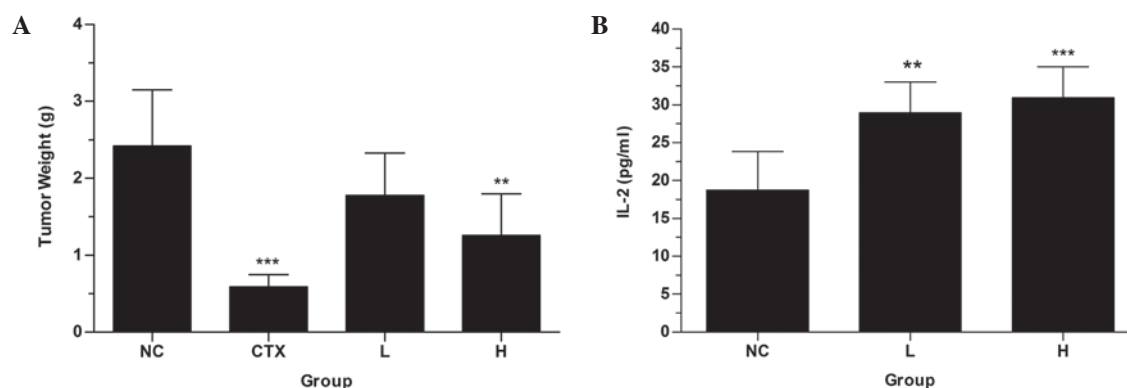 A
Tumor Weight (g)
4
3
2
1
0
***
**
NC CTX L H
Group
B
IL-2 (pg/ml)
40
35
30
25
20
15
10
5
0
**
***
NC L H
Group